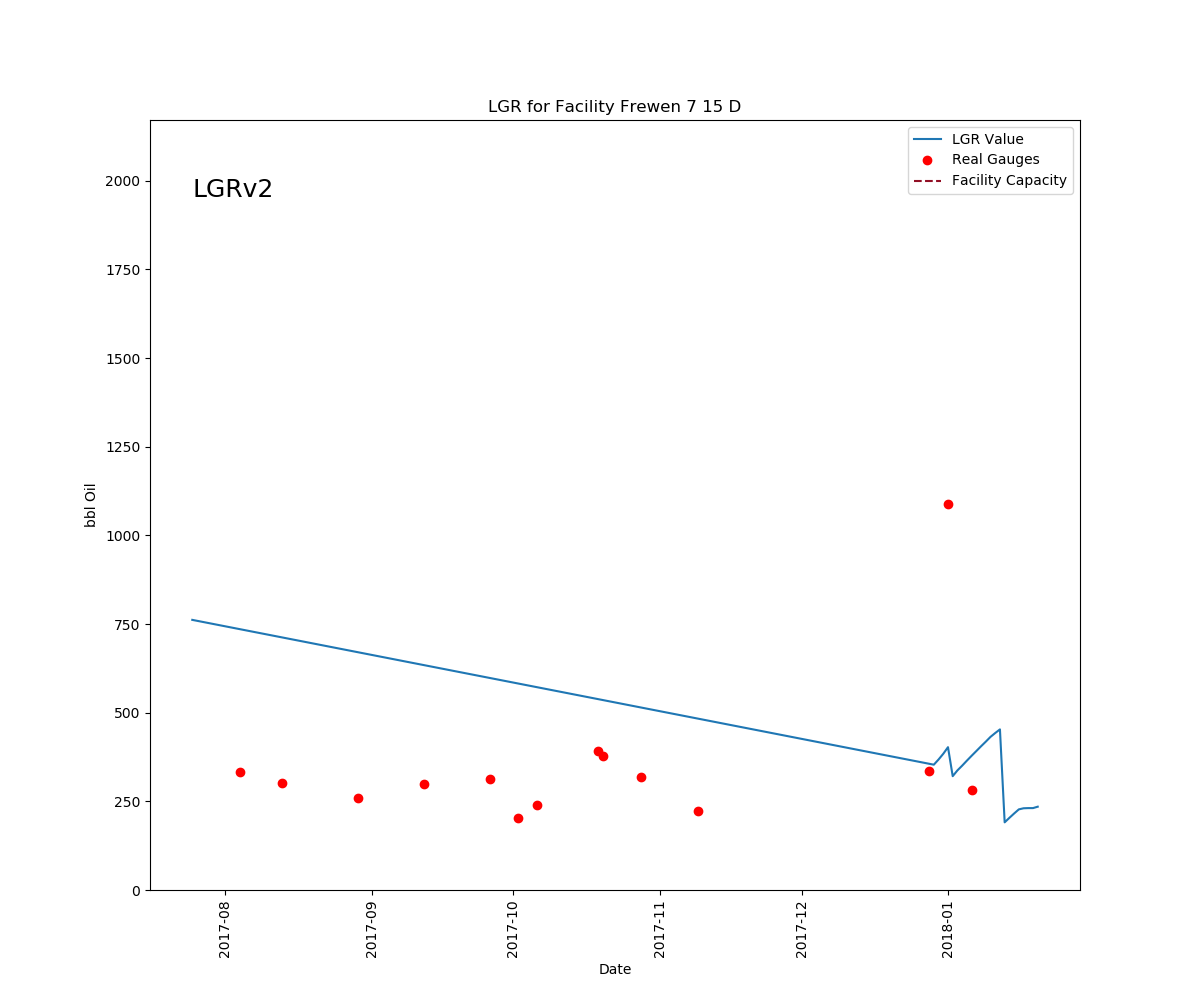 LGR for Facility Frewen 7 15 D
LGRv2
LGR Value
Real Gauges
Facility Capacity
bbl Oil
2000
1750
1500
1250
1000
750
500
250
0
2017-08
2017-09
2017-10
2017-11
2017-12
2018-01
Date